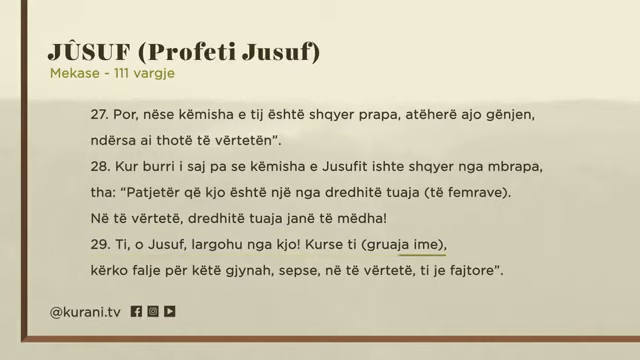 JÛSUF (Profeti Jusuf)
Mekase - 111 vargje
27. Por, nëse këmisha e tij është shqyer prapa, atëherë ajo gënjen,
ndërsa ai thotë të vërtetën”.
28. Kur burri i saj pa se këmisha e Jusufit ishte shqyer nga mbrapa,
tha: “Patjetër që kjo është një nga dredhitë tuaja (të femrave).
Në të vërtetë, dredhitë tuaja janë të mëdha!
29. Ti, o Jusuf, largohu nga kjo! Kurse ti (gruaja ime),
kërko falje për këtë gjynah, sepse, në të vërtetë, ti je fajtore”.
@kurani.tv